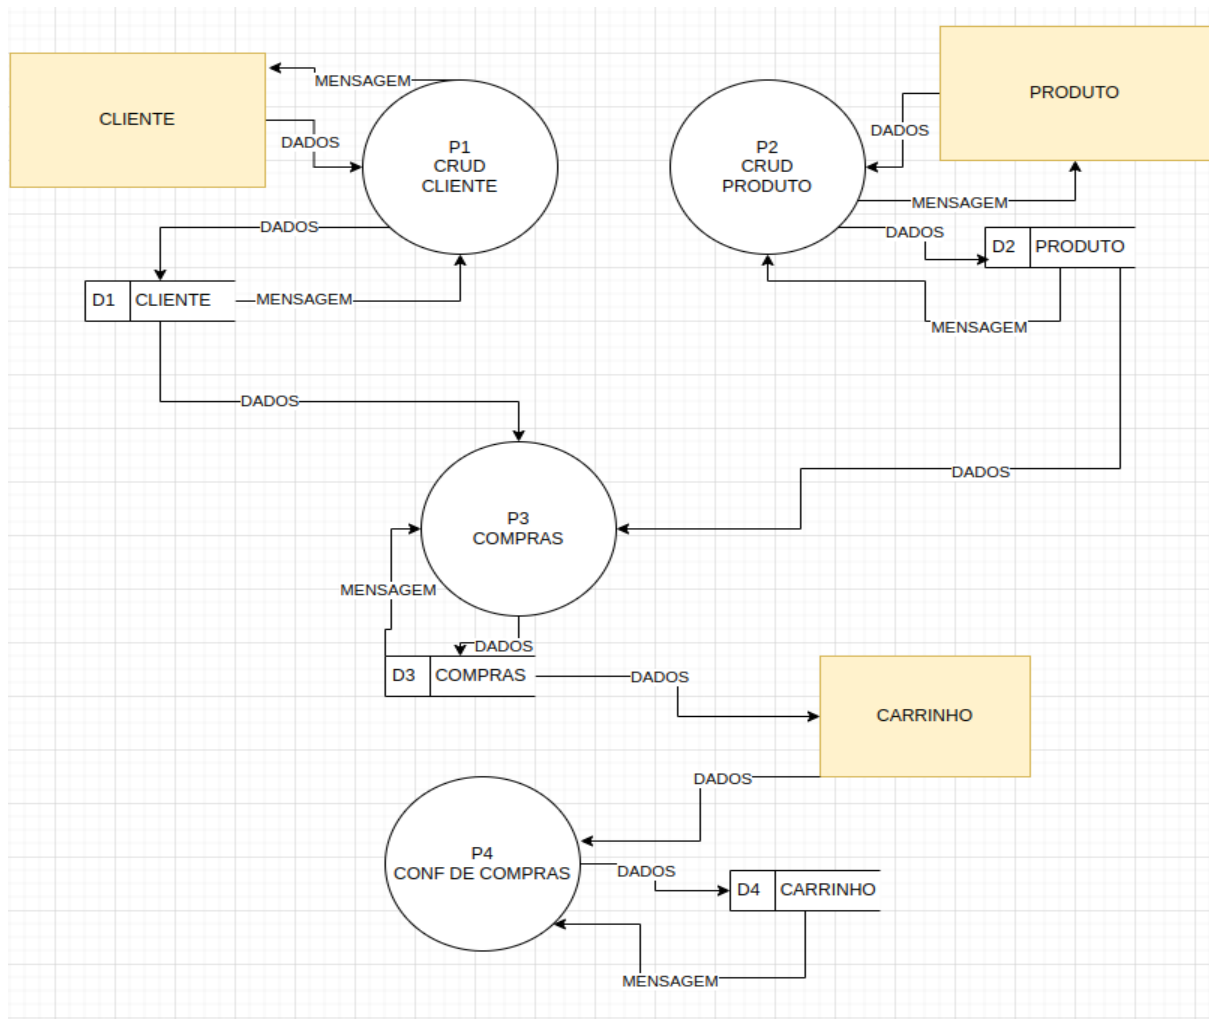 MENSAGEM
CLIENTE
DADOS
P1
CRUD
CLIENTE
P2
CRUD
PRODUTO
DADOS
PRODUTO
MENSAGEM
DADOS
DADOS
D2 PRODUTO
D1 CLIENTE
MENSAGEM
MENSAGEM
DADOS
DADOS
P3
COMPRAS
MENSAGEM
DADOS
D3 COMPRAS
DADOS
CARRINHO
DADOS
P4
CONF DE COMPRAS
DADOS
D4 CARRINHO
MENSAGEM